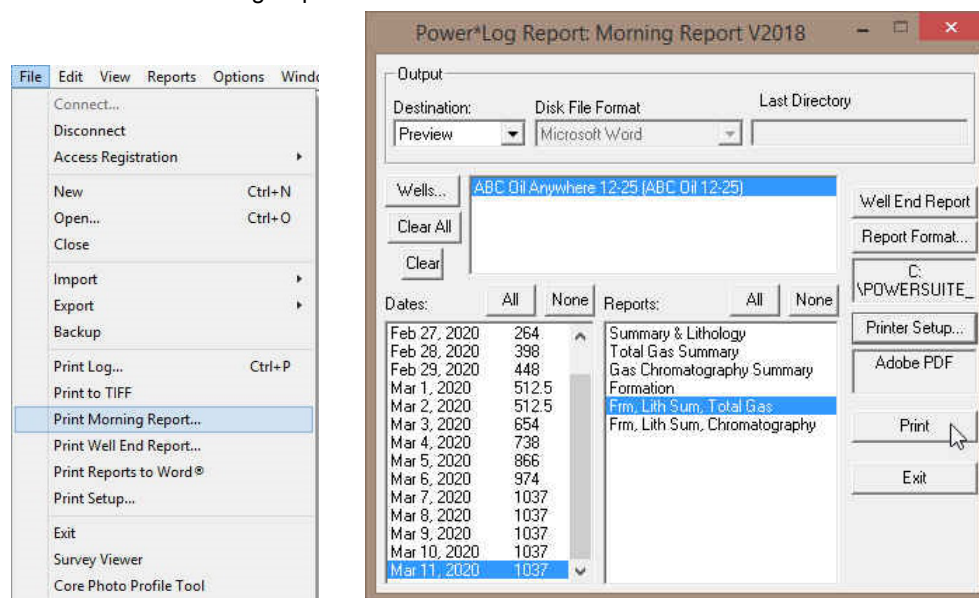 File Edit View Reports Options
Connect...
Disconnect
Access Registration
New Ctrl+N
Open... Ctrl+O
Close
Import
Export
Backup
Print Log... Ctrl+P
Print to TIFF
Print Morning Report...
Print Well End Report...
Print Reports to Word®
Print Setup...
Exit
Survey Viewer
Core Photo Profile Tool
Power*Log Report: Morning Report V2018
Output
Destination: Disk File Format Last Directory
Preview Microsoft Word
Wells... ABC Oil Anywhere 12-25 (ABC Oil 12-25)
Clear All
Clear
Well End Report
Report Format...
C:
\POWERSUITE_
Printer Setup...
Adobe PDF
Print
Exit
Dates: All None
Feb 27, 2020 264
Feb 28, 2020 398
Feb 29, 2020 448
Mar 1, 2020 512.5
Mar 2, 2020 512.5
Mar 3, 2020 654
Mar 4, 2020 738
Mar 5, 2020 866
Mar 6, 2020 974
Mar 7, 2020 1037
Mar 8, 2020 1037
Mar 9, 2020 1037
Mar 10, 2020 1037
Mar 11, 2020 1037
Reports: All None
Summary & Lithology
Total Gas Summary
Gas Chromatography Summary
Formation
Frm, Lith Sum, Total Gas
Frm, Lith Sum, Chromatography